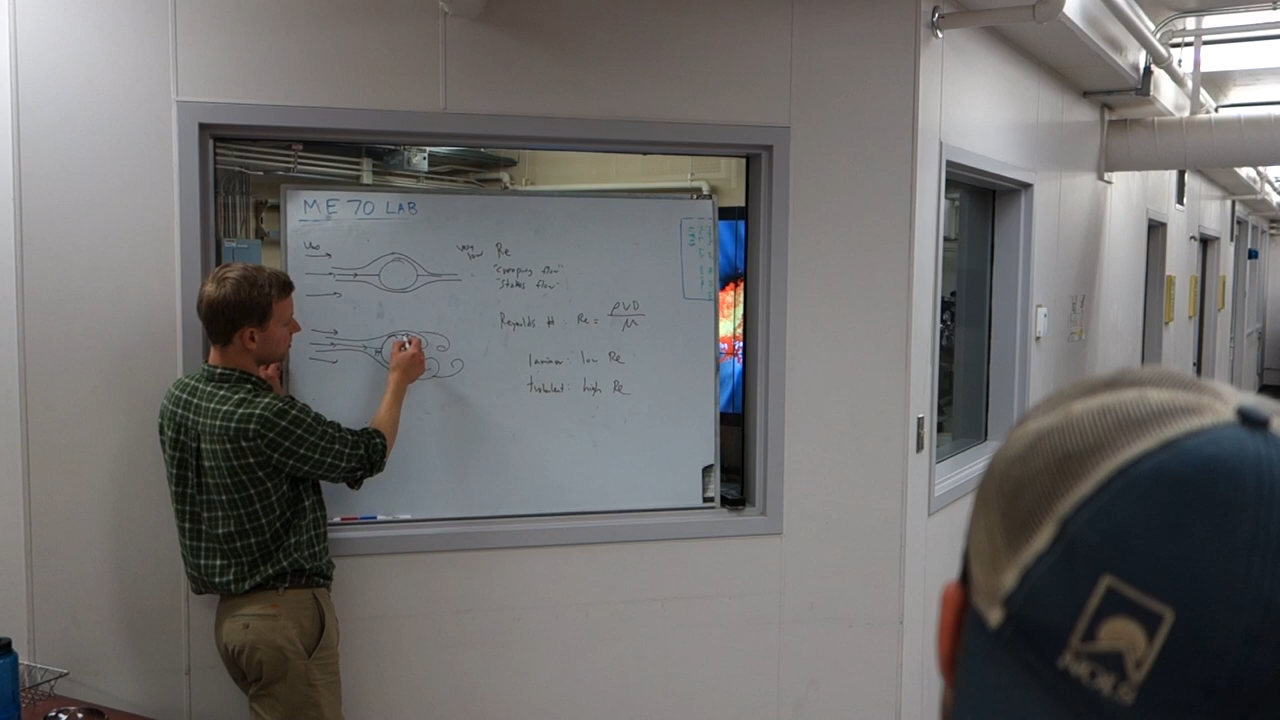 ME 70 LAB
U∞
very low Re
"creeping flow"
"stokes flow"
Reynolds #: Re = ρVD/μ
laminar: low Re
turbulent: high Re
NOLS